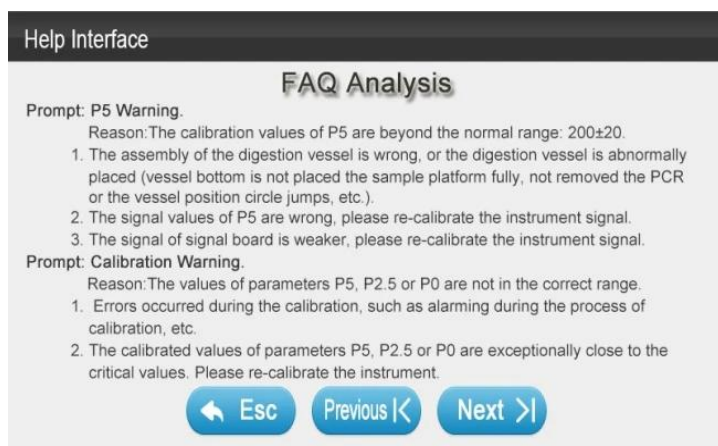 Help Interface
FAQ Analysis
Prompt: P5 Warning.
Reason:The calibration values of P5 are beyond the normal range: 200±20.
1. The assembly of the digestion vessel is wrong, or the digestion vessel is abnormally
placed (vessel bottom is not placed the sample platform fully, not removed the PCR
or the vessel position circle jumps, etc.).
2. The signal values of P5 are wrong, please re-calibrate the instrument signal.
3. The signal of signal board is weaker, please re-calibrate the instrument signal.
Prompt: Calibration Warning.
Reason:The values of parameters P5, P2.5 or P0 are not in the correct range.
1. Errors occurred during the calibration, such as alarming during the process of
calibration, etc.
2. The calibrated values of parameters P5, P2.5 or P0 are exceptionally close to the
critical values. Please re-calibrate the instrument.
Esc Previous Next